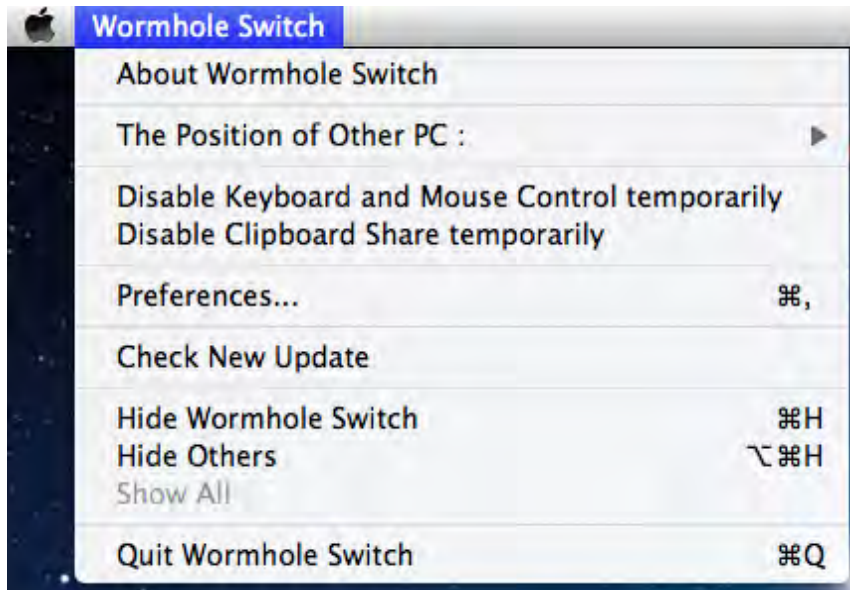 Wormhole Switch
About Wormhole Switch
The Position of Other PC : ▶
Disable Keyboard and Mouse Control temporarily
Disable Clipboard Share temporarily
Preferences... ⌘,
Check New Update
Hide Wormhole Switch ⌘H
Hide Others ⌥⌘H
Show All
Quit Wormhole Switch ⌘Q